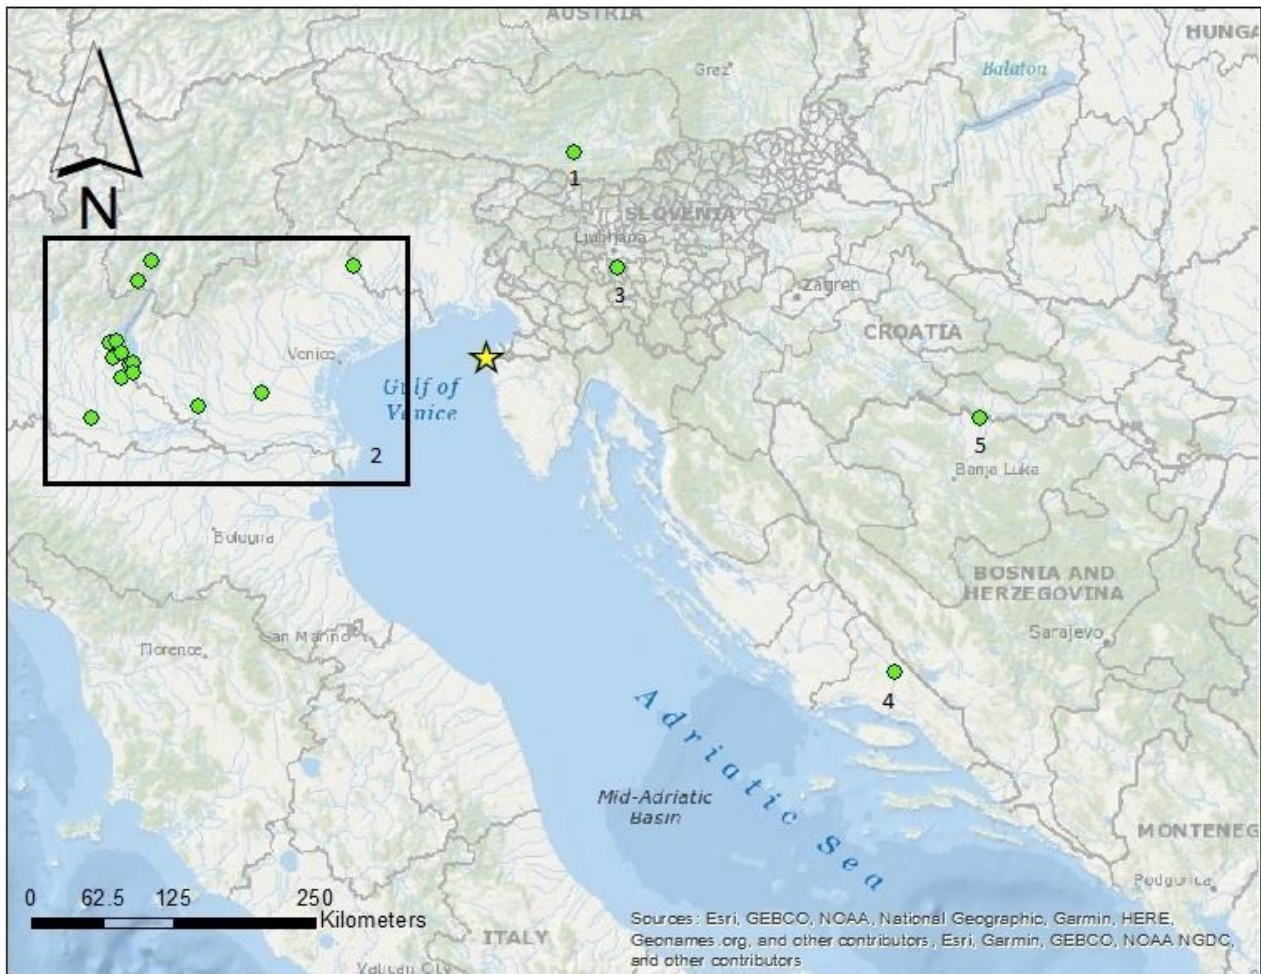 AUSTRIA
HUNGA
Graz
Balaton
N
1
SLOVENIA
Ljubljana
3
Zagreb
CROATIA
Venice
Gulf of
Venice
2
5
Banja Luka
Bologna
BOSNIA AND
HERZEGOVINA
San Marino
Sarajevo
Florence
4
Adriatic Sea
Mid-Adriatic
Basin
MONTENEG
Podgorica
0 62.5 125 250
Kilometers
ITALY
Vatican City
Sources: Esri, GEBCO, NOAA, National Geographic, Garmin, HERE,
Geonames.org, and other contributors, Esri, Garmin, GEBCO, NOAA NGDC,
and other contributors